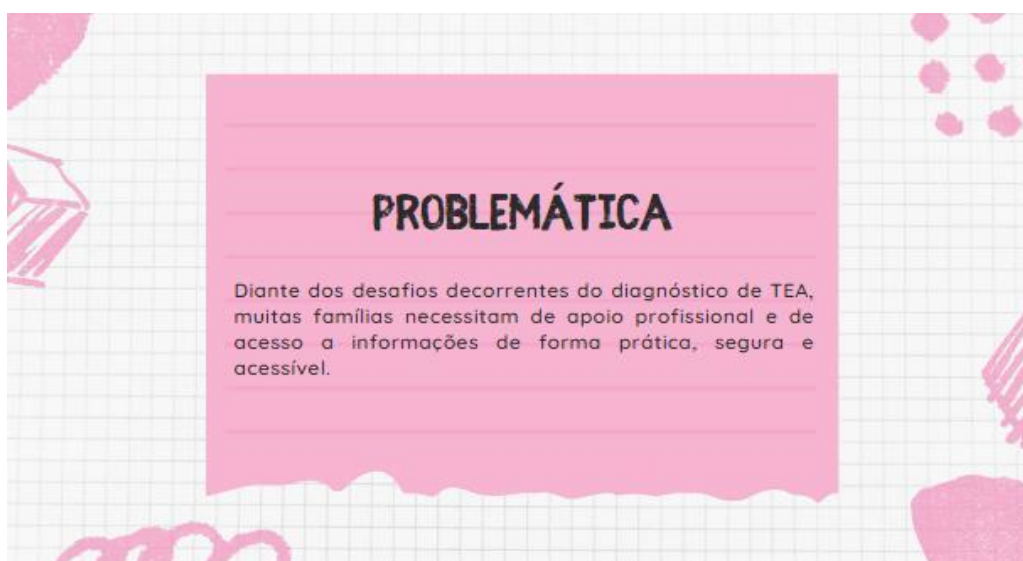 PROBLEMÁTICA
Diante dos desafios decorrentes do diagnóstico de TEA,
muitas famílias necessitam de apoio profissional e de
acesso a informações de forma prática, segura e
acessível.